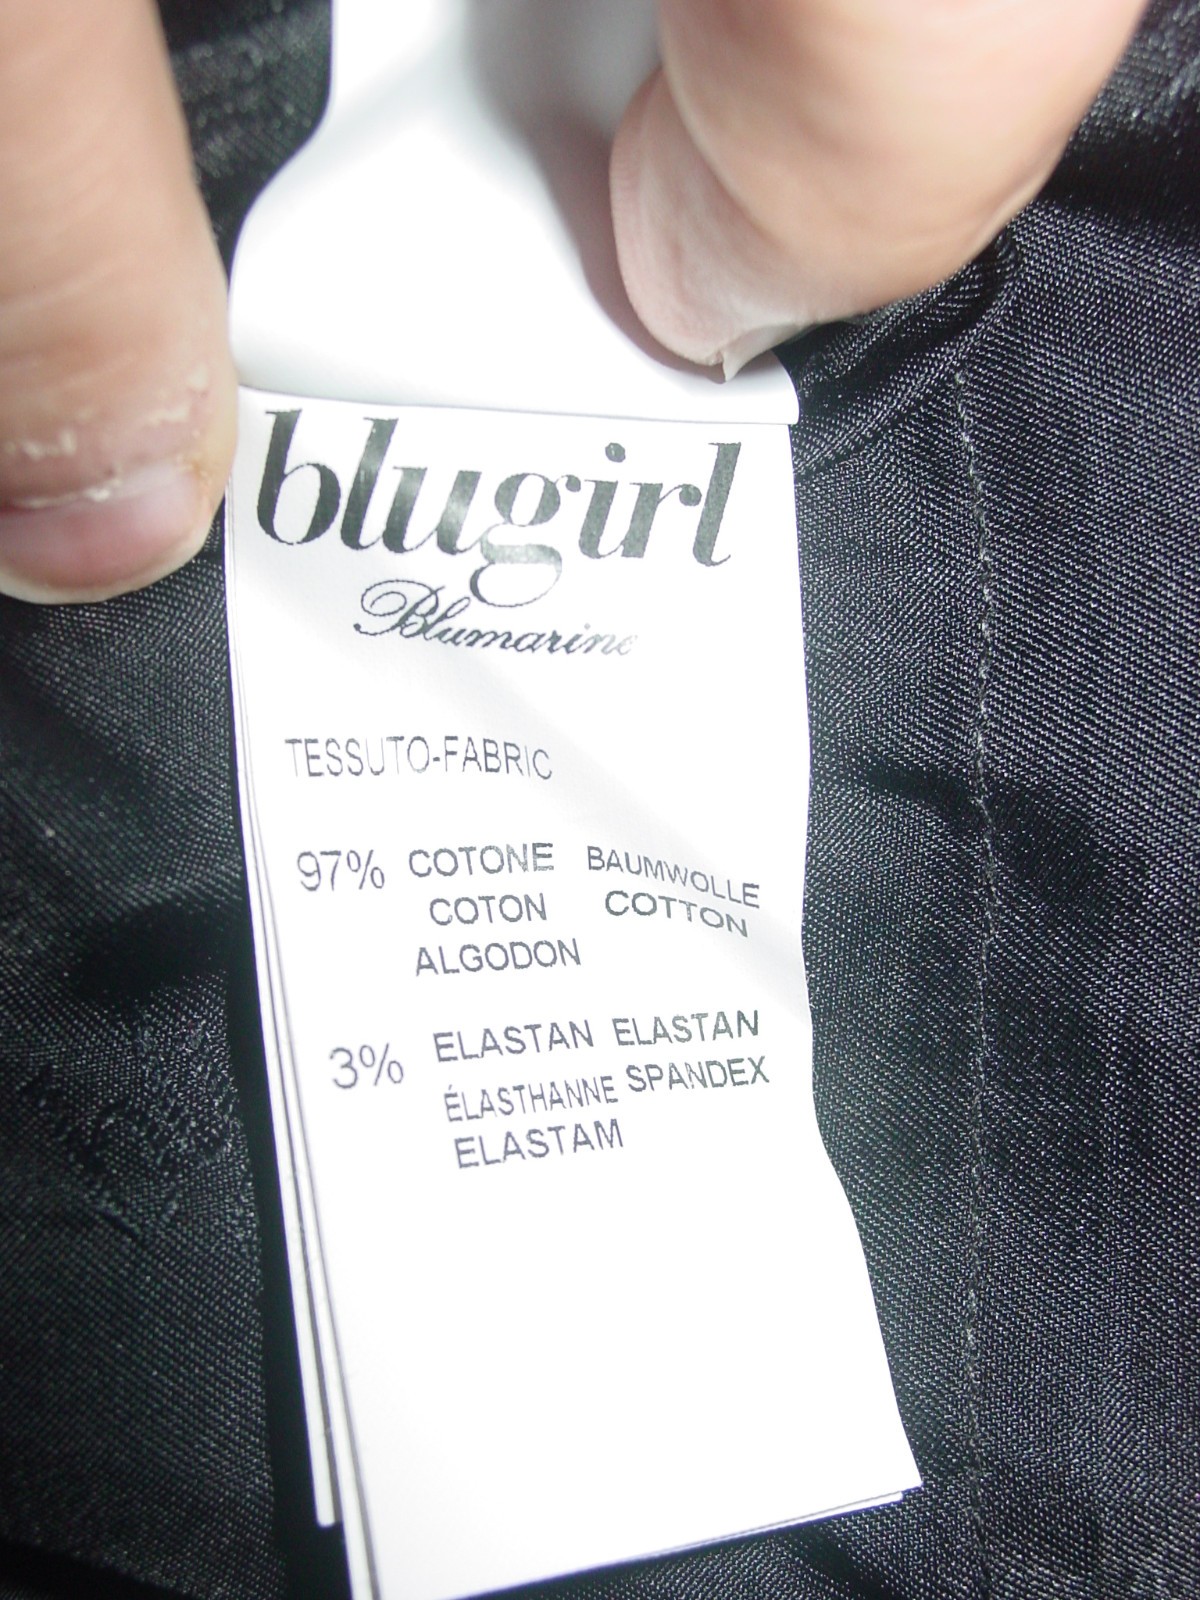 blugirl
Blumarine
TESSUTO-FABRIC
97% COTONE BAUMWOLLE
COTON COTTON
ALGODON
3% ELASTAN ELASTAN
ÉLASTHANNE SPANDEX
ELASTAM